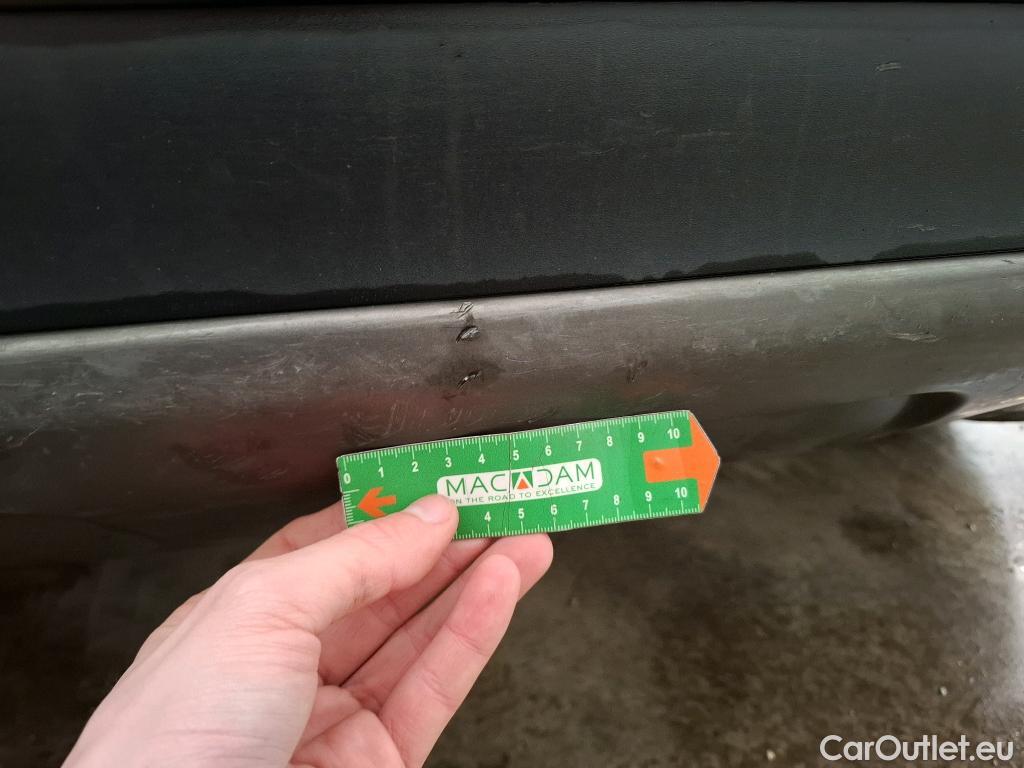 0 1 2 3 4 5 6 7 8 9 10
MACADAM
ON THE ROAD TO EXCELLENCE
0 4 5 6 7 8 9 10
CarOutlet.eu